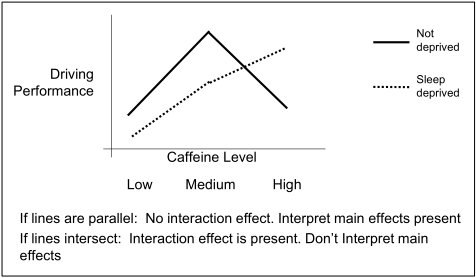 Not
deprived
Driving
Performance
Sleep
deprived
Caffeine Level
Low Medium High
If lines are parallel: No interaction effect. Interpret main effects present
If lines intersect: Interaction effect is present. Don't Interpret main
effects